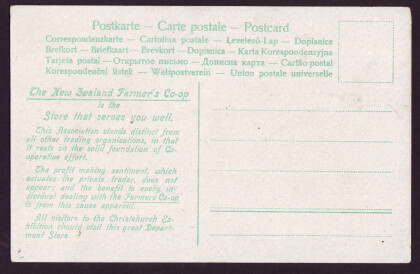 Postkarte — Carte postale — Postcard
Correspondenzkarte — Cartolina postale — Levelező-Lap — Dopisnice
Brefkort — Briefkaart — Brevkort — Dopisnica — Karta Korespondencyjna
Tarjeta postal — Открытое письмо — Дописна карта — Cartão postal
Korespondeční lístek — Weltpostverein — Union postale universelle
The New Zealand Farmer's Co-op
is the
Store that serves you well.
This Association stands distinct from
all other trading organisations, in that
it rests on the solid foundation of Co-
operative effort.
The profit making sentiment, which
actuates the private trader, does not
appear; and the benefit to every in-
dividual dealing with the Farmers Co-op
is from this cause apparent.
All visitors to the Christchurch Ex-
hibition should visit this great Depart-
ment Store.